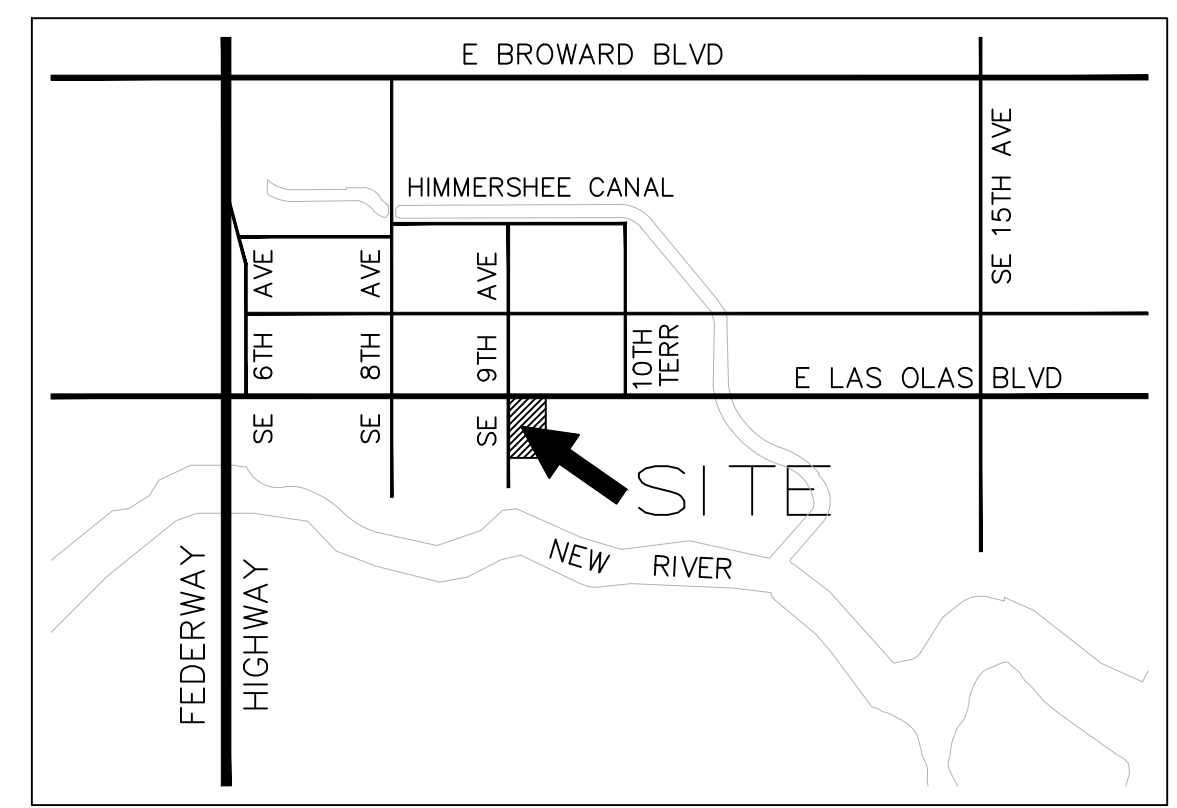 E BROWARD BLVD
SE 15TH AVE
HIMMERSHEE CANAL
SE 6TH AVE
SE 8TH AVE
SE 9TH AVE
10TH
TERR
E LAS OLAS BLVD
SITE
NEW RIVER
FEDERWAY
HIGHWAY